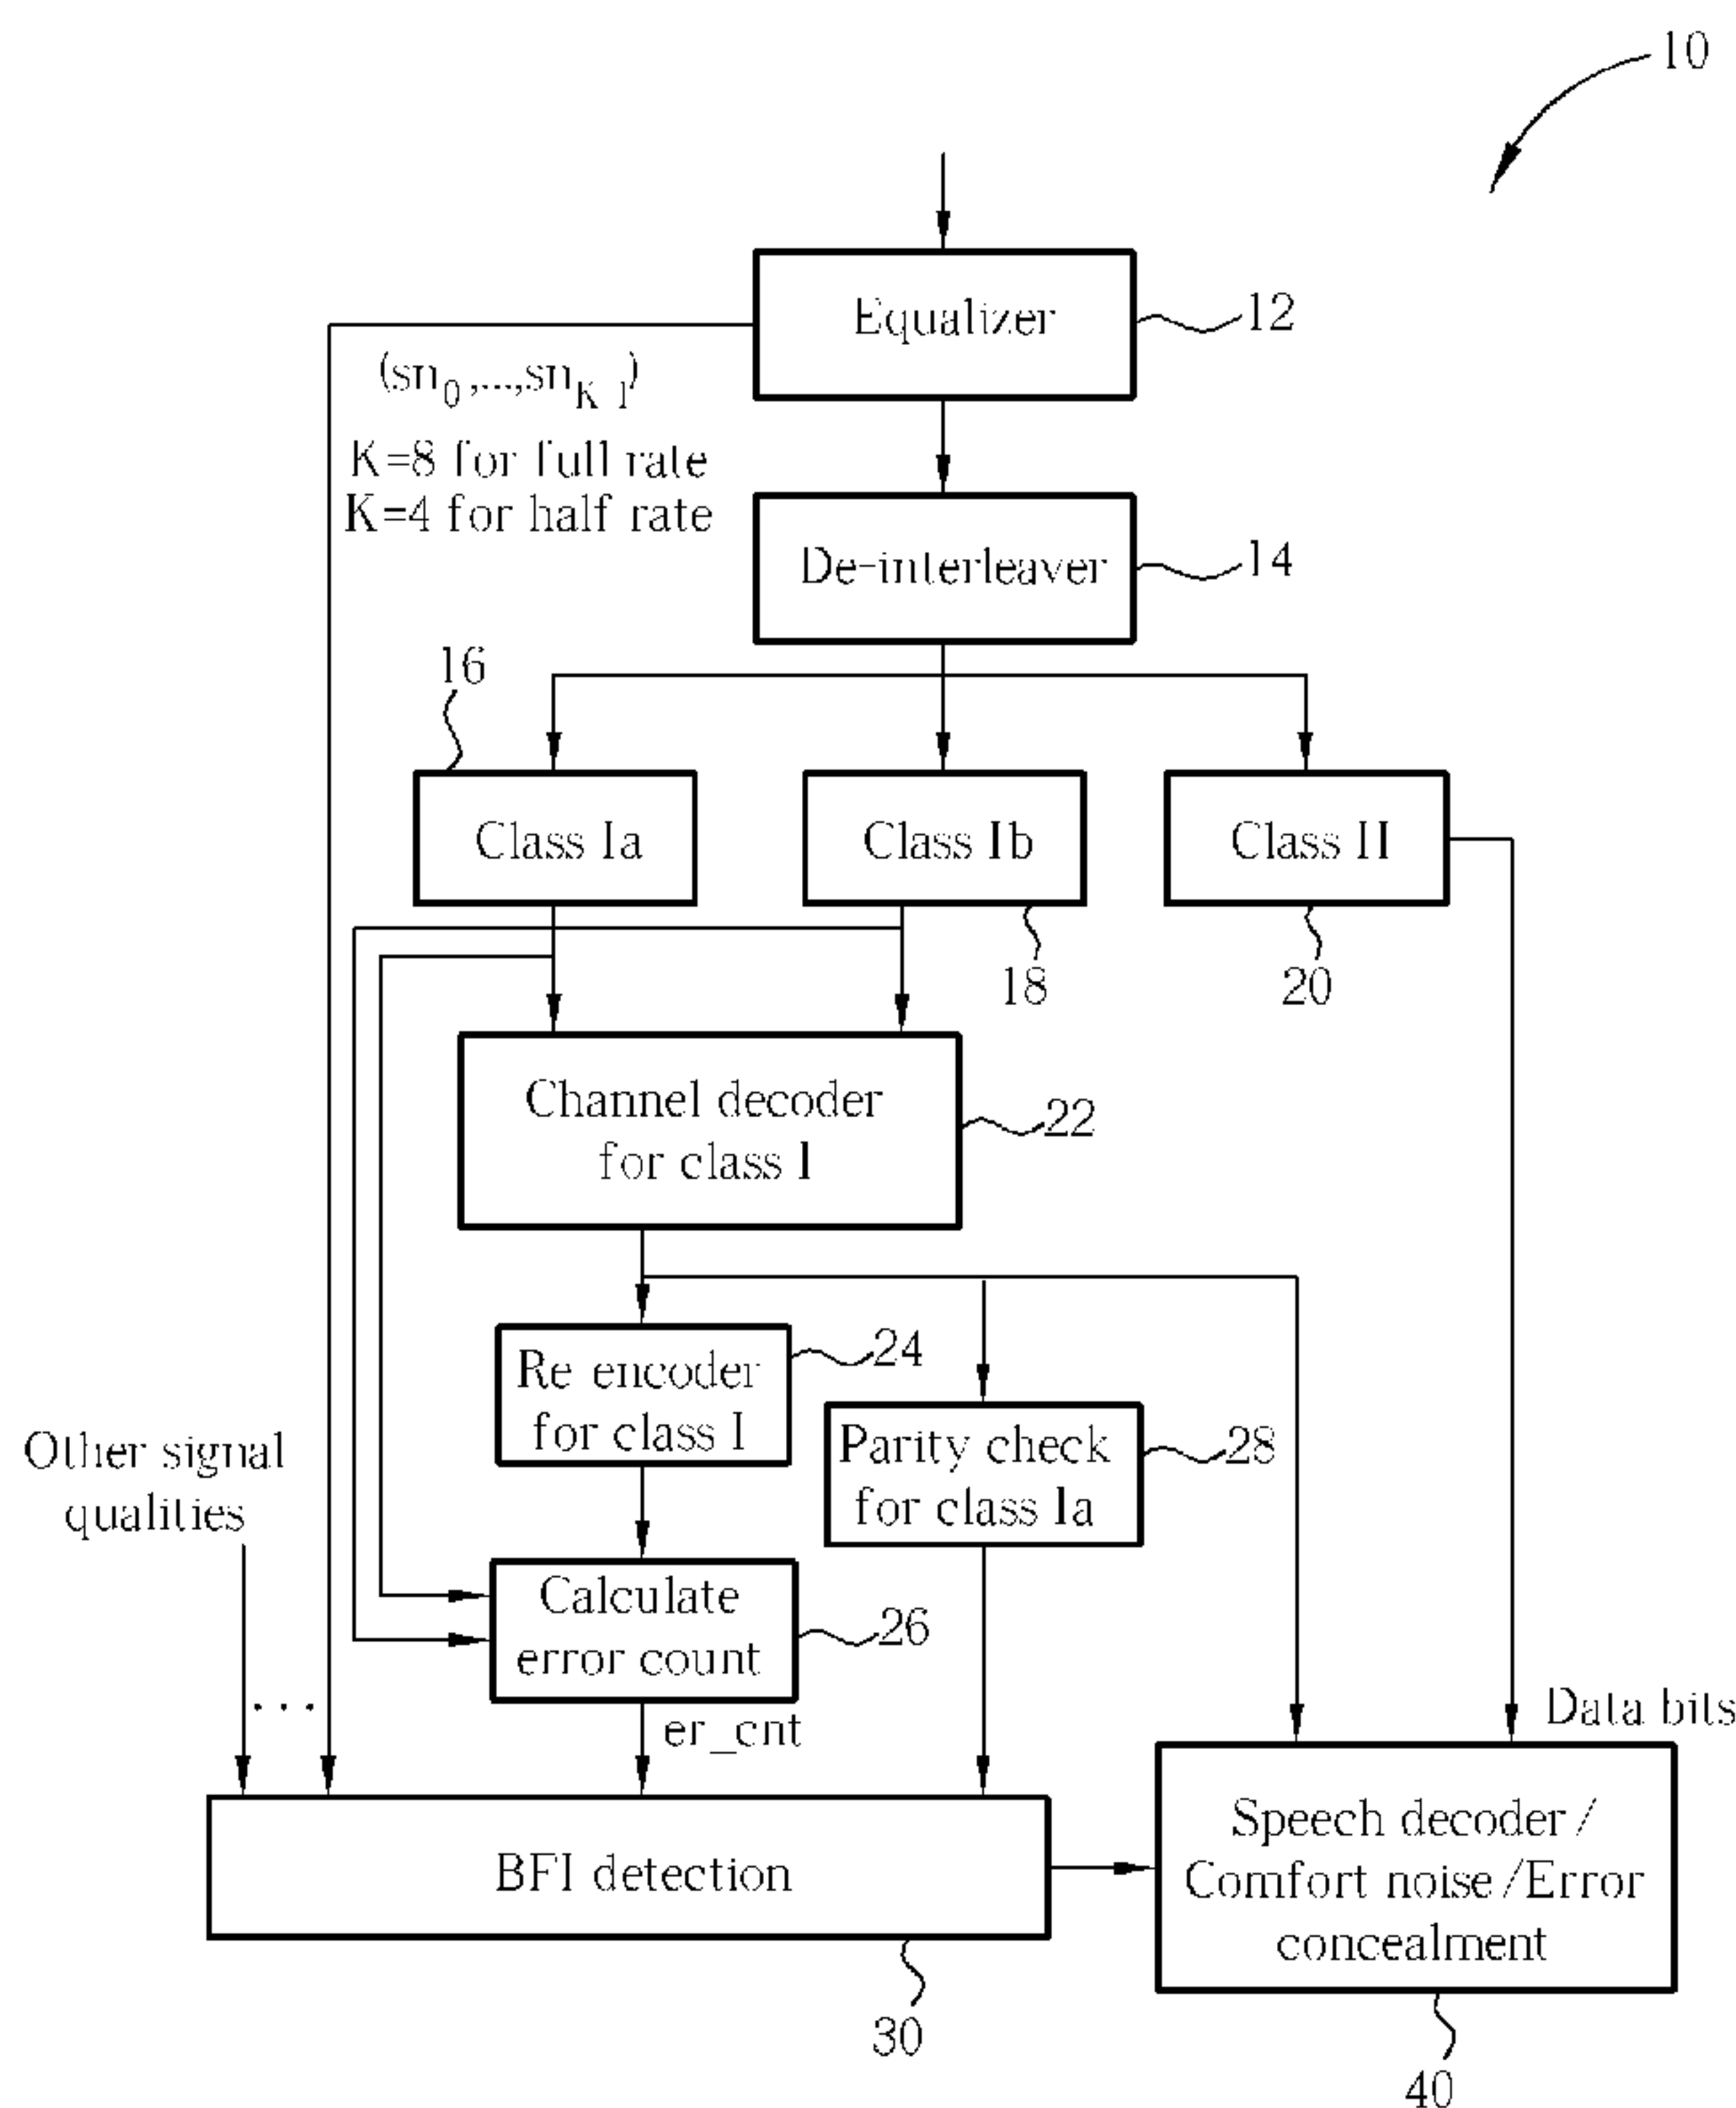 10
Equalizer
12
(sn0,...,snK 1)
K=8 for full rate
K=4 for half rate
De-interleaver
14
16
Class Ia
Class Ib
Class II
18
20
Channel decoder
for class I
22
Re encoder
for class I
24
Parity check
for class Ia
28
Other signal
qualities
Calculate
error count
26
...
er_cnt
Data bits
BFI detection
Speech decoder/
Comfort noise/Error
concealment
30
40